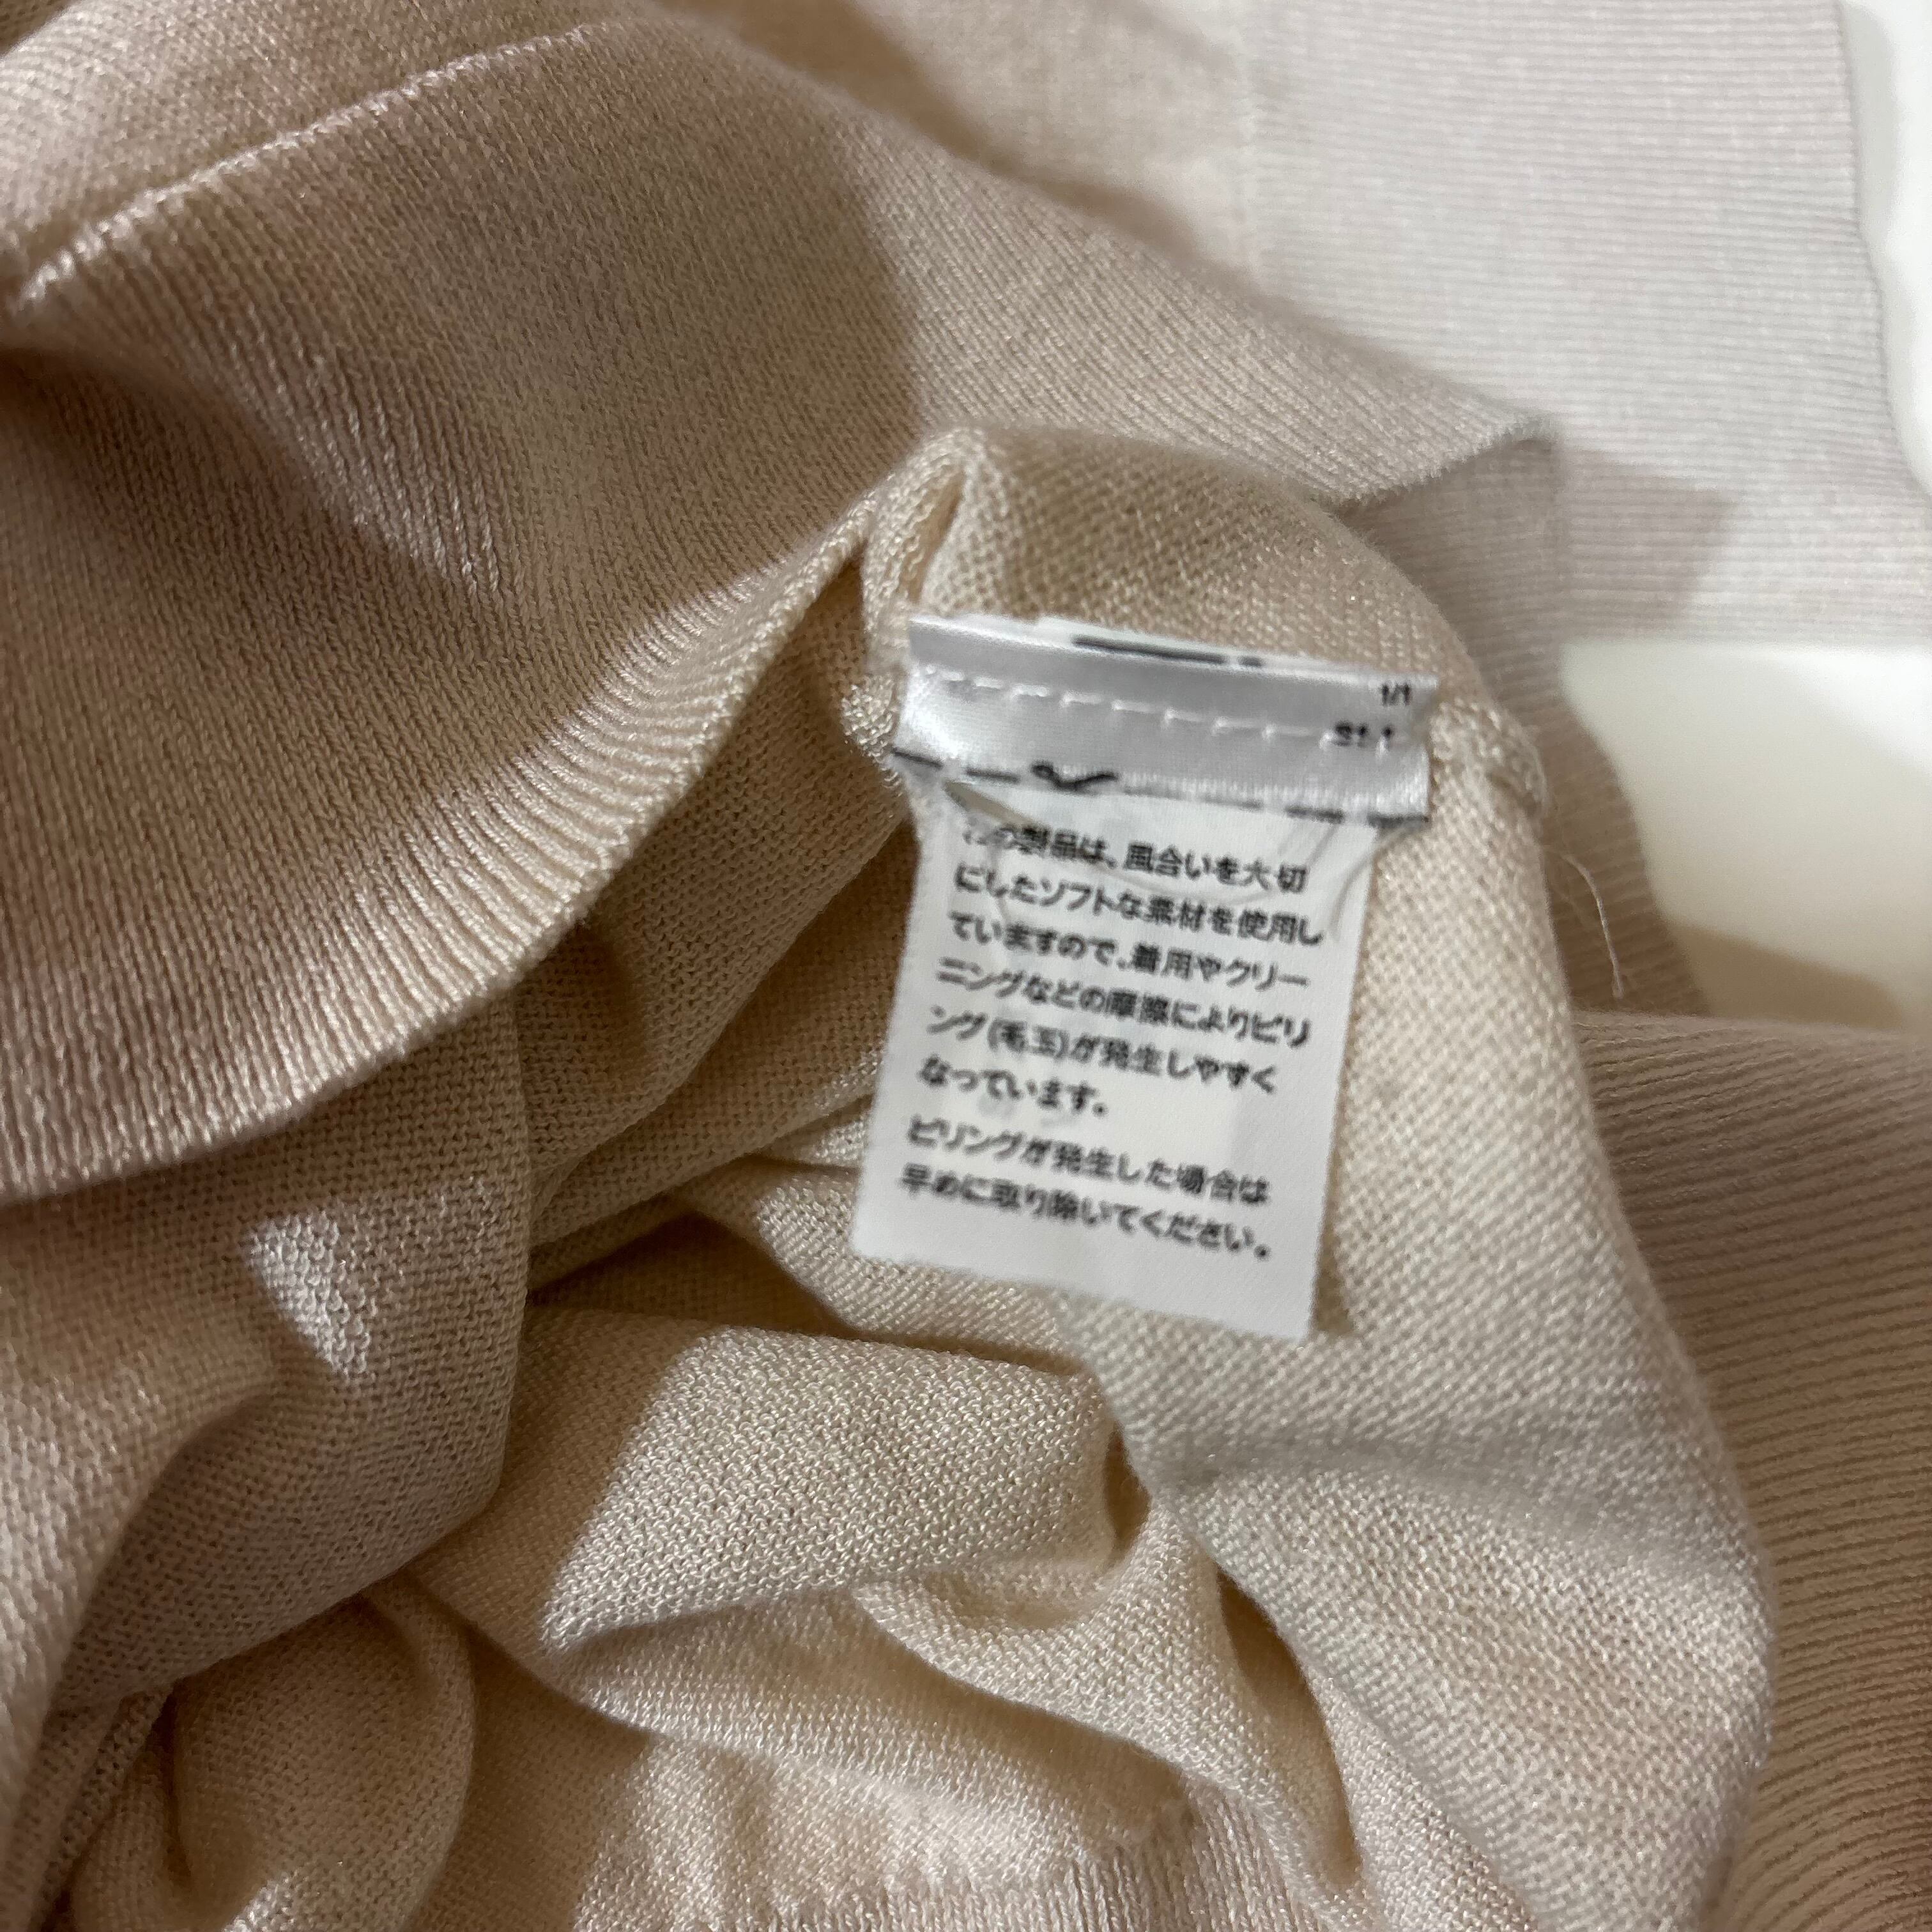 1/1
この製品は、風合いを大切
にしたソフトな素材を使用し
ていますので、着用やクリー
ニングなどの摩擦によりピリ
ング(毛玉)が発生しやすく
なっています。
ピリングが発生した場合は
早めに取り除いてください。